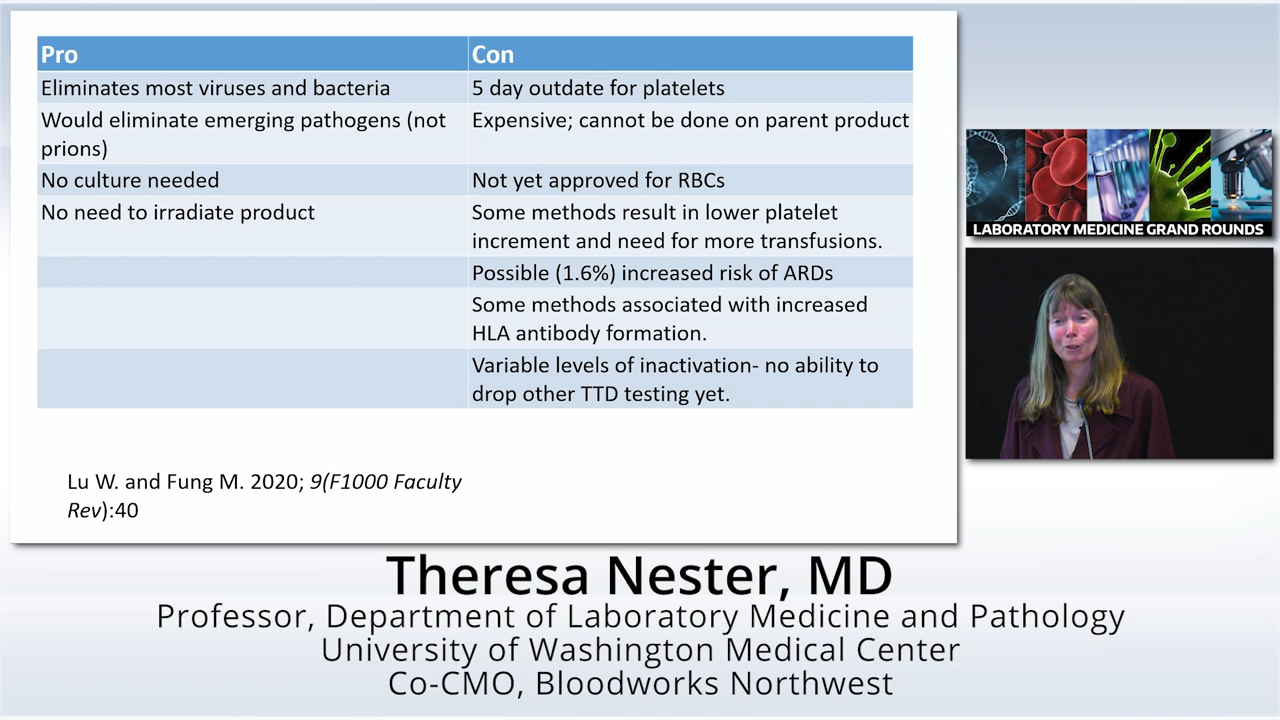 Pro
Con
Eliminates most viruses and bacteria
5 day outdate for platelets
Would eliminate emerging pathogens (not
prions)
Expensive; cannot be done on parent product
No culture needed
Not yet approved for RBCs
No need to irradiate product
Some methods result in lower platelet
increment and need for more transfusions.
Possible (1.6%) increased risk of ARDs
Some methods associated with increased
HLA antibody formation.
Variable levels of inactivation- no ability to
drop other TTD testing yet.
Lu W. and Fung M. 2020; 9(F1000 Faculty
Rev):40
LABORATORY MEDICINE GRAND ROUNDS
Theresa Nester, MD
Professor, Department of Laboratory Medicine and Pathology
University of Washington Medical Center
Co-CMO, Bloodworks Northwest